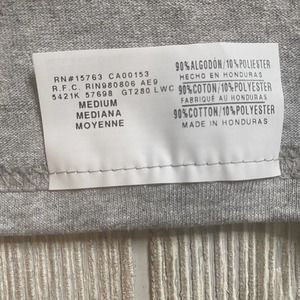 RN#15763 CA00153
R.F.C. RIN980806 AE9
5421K 57698 GT280 LWC
MEDIUM
MEDIANA
MOYENNE
90% ALGODÓN/10% POLIESTER
HECHO EN HONDURAS
90% COTON/10% POLYESTER
FABRIQUÉ AU HONDURAS
90% COTTON/10% POLYESTER
MADE IN HONDURAS